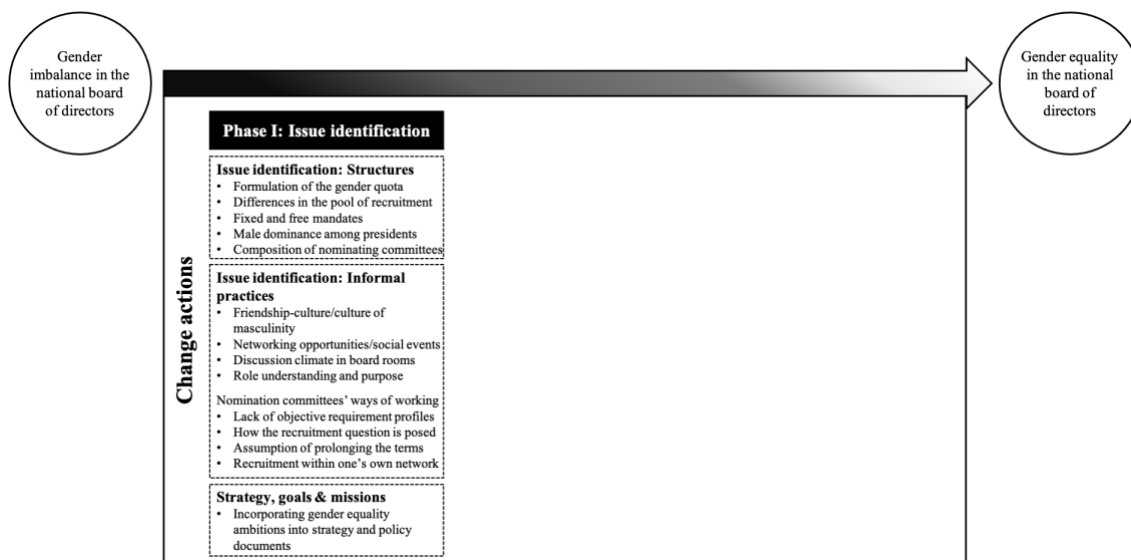 Gender
imbalance in the
national board
of directors
Gender equality
in the national
board of
directors
Change actions
Phase I: Issue identification
Issue identification: Structures
• Formulation of the gender quota
• Differences in the pool of recruitment
• Fixed and free mandates
• Male dominance among presidents
• Composition of nominating committees
Issue identification: Informal
practices
• Friendship-culture/culture of
masculinity
• Networking opportunities/social events
• Discussion climate in board rooms
• Role understanding and purpose
Nomination committees’ ways of working
• Lack of objective requirement profiles
• How the recruitment question is posed
• Assumption of prolonging the terms
• Recruitment within one’s own network
Strategy, goals & missions
• Incorporating gender equality
ambitions into strategy and policy
documents